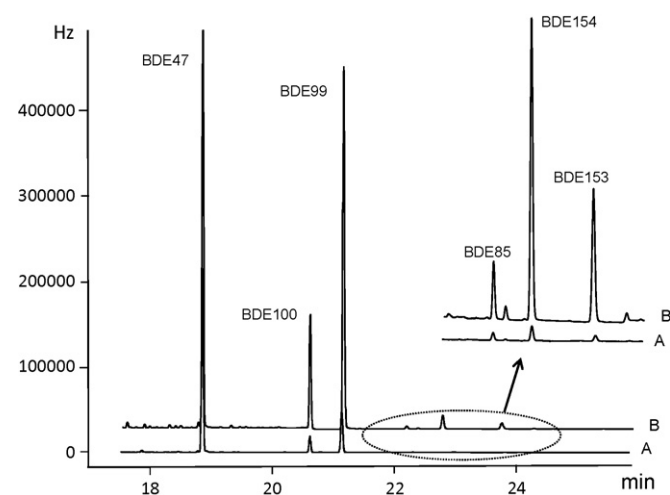 Hz
BDE154
BDE47
BDE99
400000
BDE153
300000
BDE85
200000
BDE100
B
A
100000
B
0
A
18
20
22
24
min